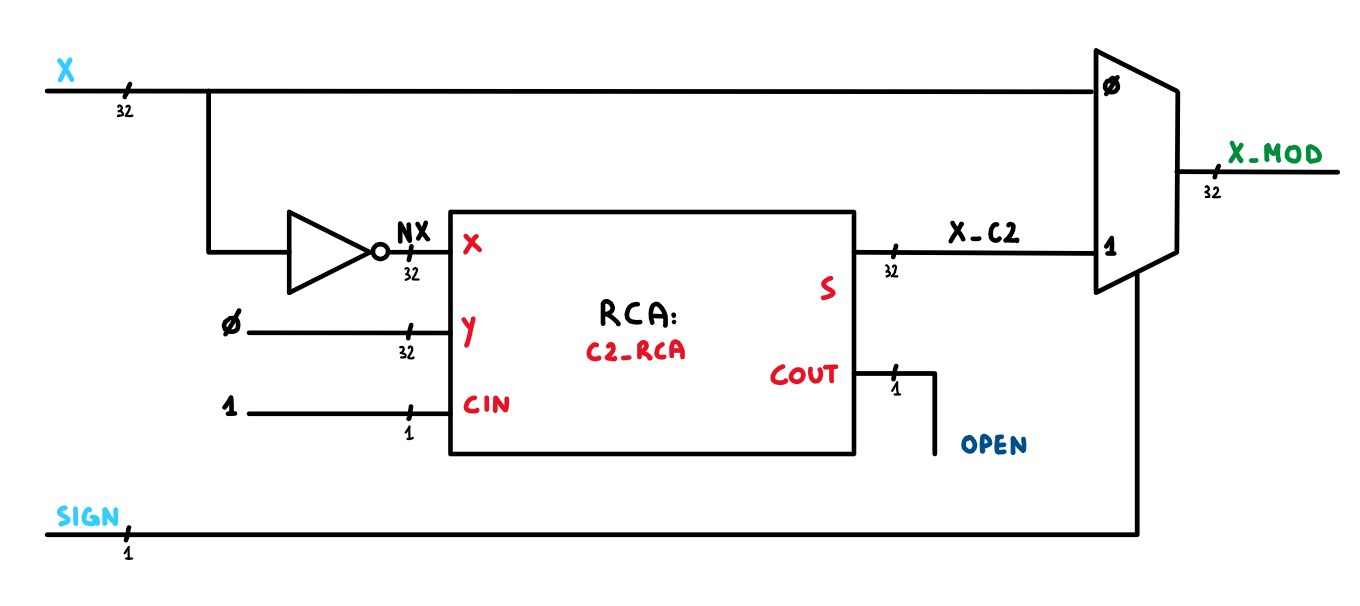 X
32
Ø
X_MOD
32
NX
32
X
X_C2
32
1
S
RCA:
C2_RCA
Ø
32
Y
COUT
1
1
1
CIN
OPEN
SIGN
1